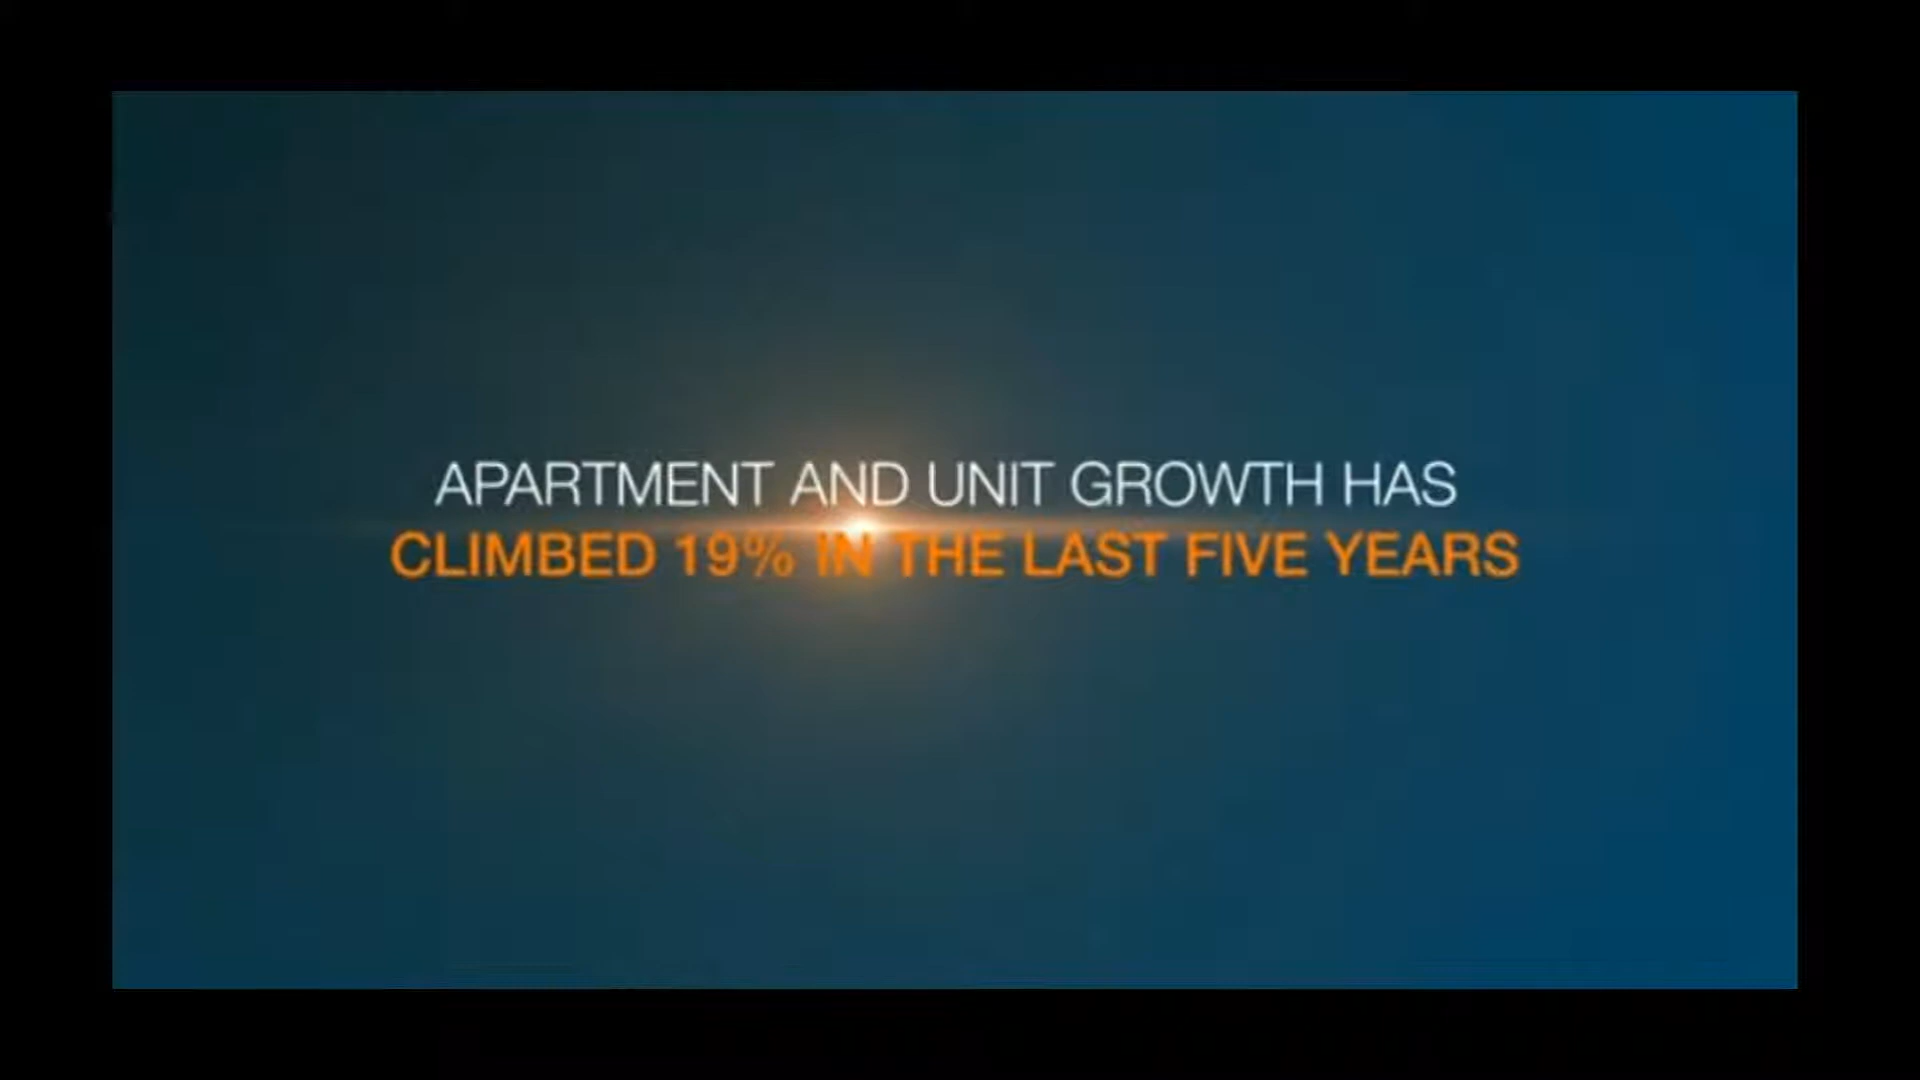 APARTMENT AND UNIT GROWTH HAS
CLIMBED 19% IN THE LAST FIVE YEARS